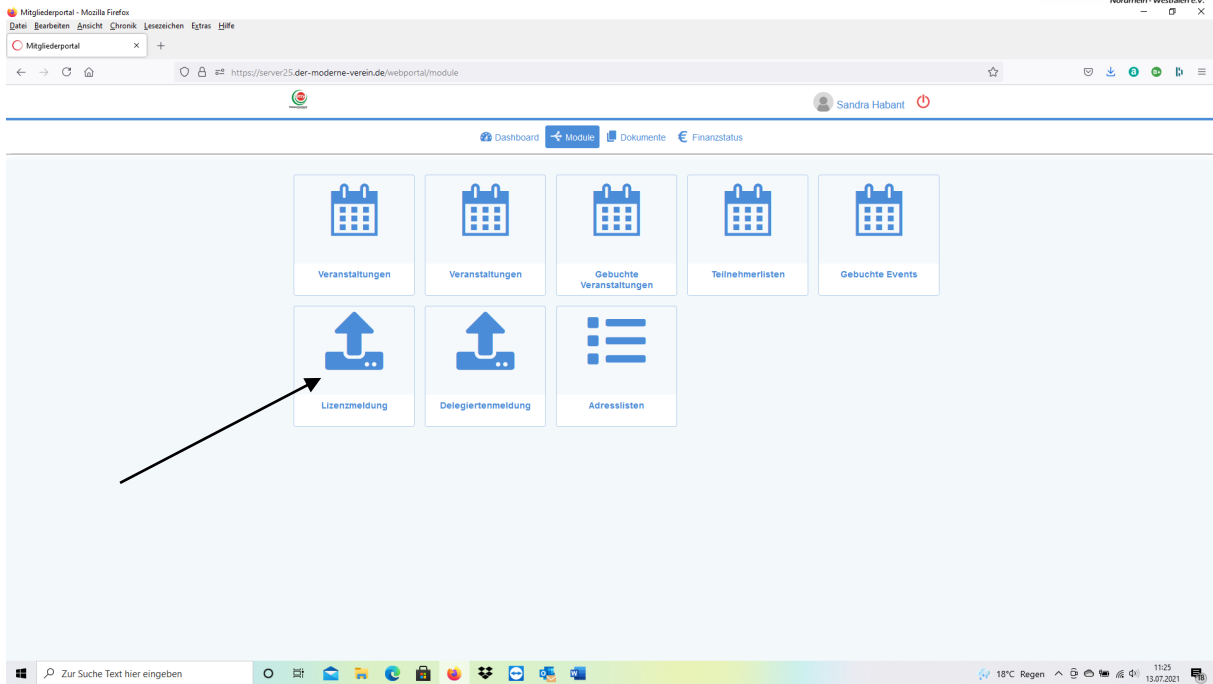 Nordrhein - Westfalen e.V.
Mitgliederportal - Mozilla Firefox
Datei Bearbeiten Ansicht Chronik Lesezeichen Extras Hilfe
Mitgliederportal
https://server25.der-moderne-verein.de/webportal/module
Sandra Habant
Dashboard Module Dokumente € Finanzstatus
Veranstaltungen Veranstaltungen Gebuchte Teilnehmerlisten Gebuchte Events
Veranstaltungen
Lizenzmeldung Delegiertenmeldung Adresslisten
Zur Suche Text hier eingeben
18°C Regen
11:25
13.07.2021